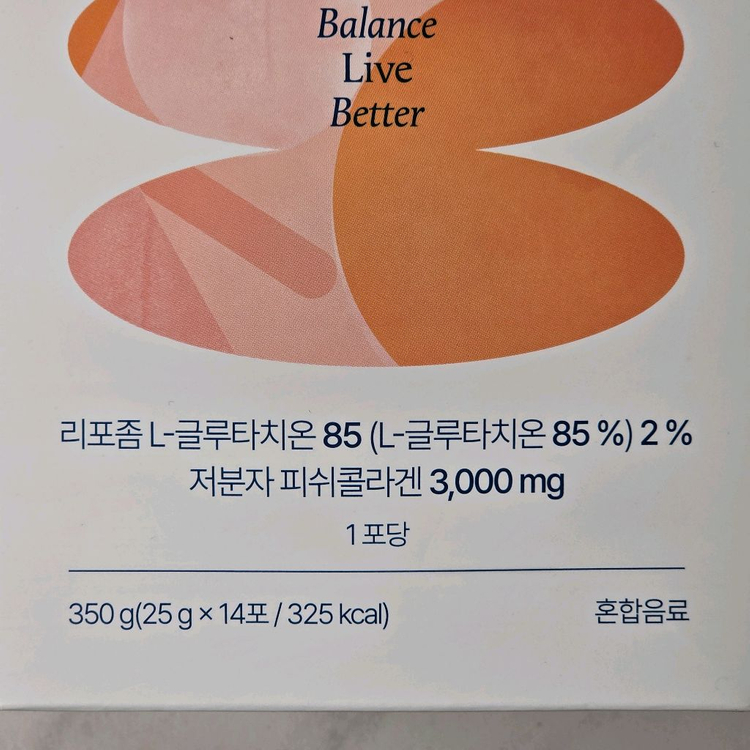 Balance
Live
Better
리포좀 L-글루타치온 85 (L-글루타치온 85 %) 2 %
저분자 피쉬콜라겐 3,000 mg
1 포당
350 g(25 g × 14포 / 325 kcal)
혼합음료